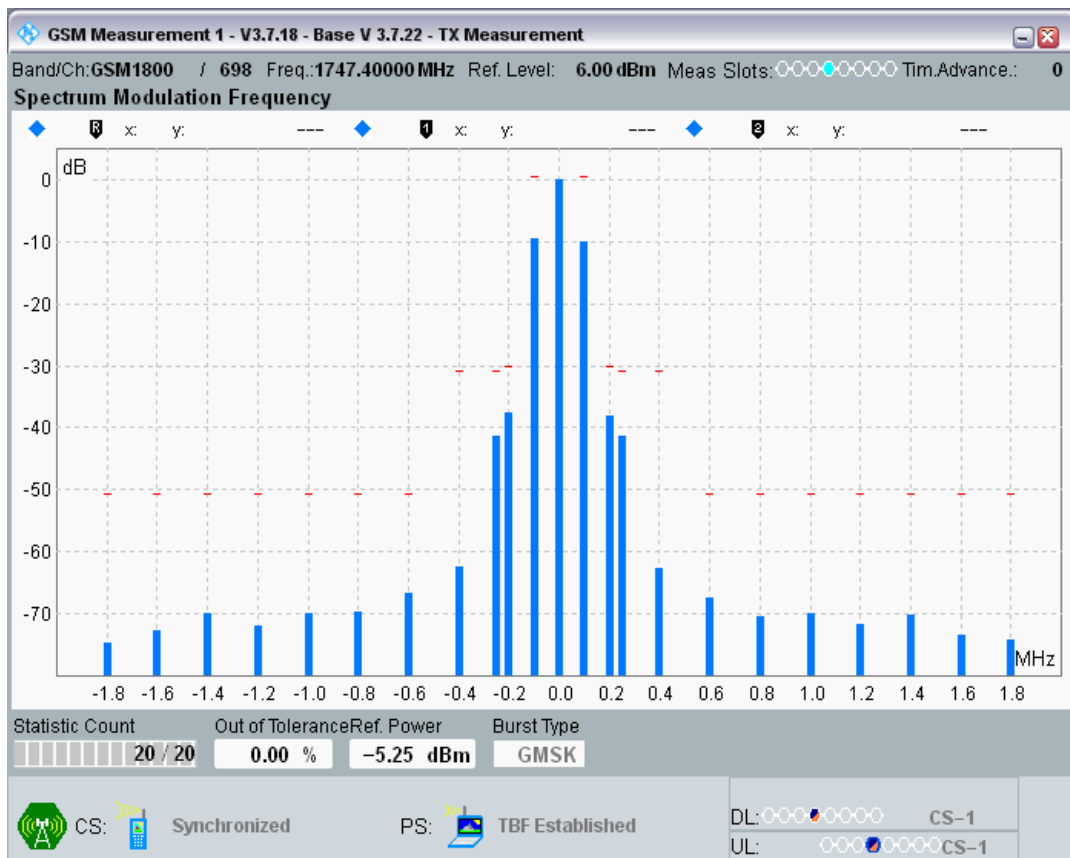 GSM Measurement 1 - V3.7.18 - Base V 3.7.22 - TX Measurement
Band/Ch:GSM1800 / 698 Freq.:1747.40000 MHz Ref. Level: 6.00 dBm Meas Slots: Tim.Advance.: 0
Spectrum Modulation Frequency
R x: y: --- 1 x: y: --- 2 x: y: ---
dB
0
-10
-20
-30
-40
-50
-60
-70
MHz
-1.8 -1.6 -1.4 -1.2 -1.0 -0.8 -0.6 -0.4 -0.2 0.0 0.2 0.4 0.6 0.8 1.0 1.2 1.4 1.6 1.8
Statistic Count Out of Tolerance Ref. Power Burst Type
20 / 20 0.00 % −5.25 dBm GMSK
CS: Synchronized PS: TBF Established
DL: CS−1
UL: CS−1